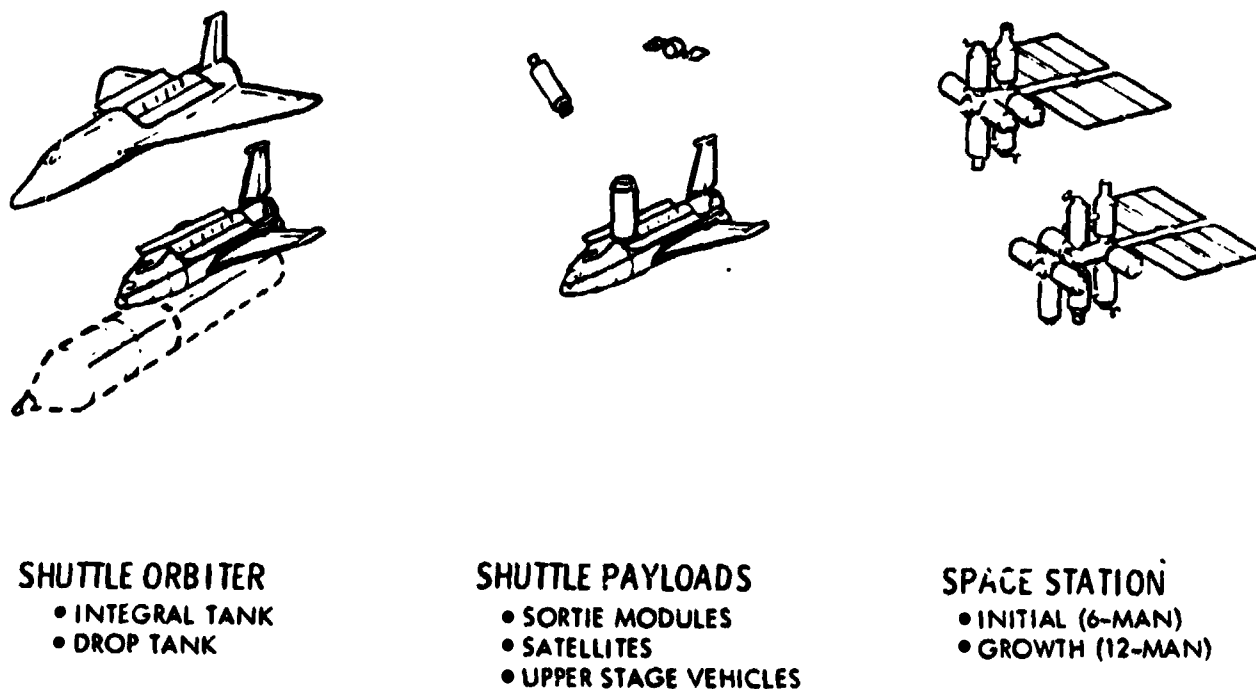 SHUTTLE ORBITER
• INTEGRAL TANK
• DROP TANK
SHUTTLE PAYLOADS
• SORTIE MODULES
• SATELLITES
• UPPER STAGE VEHICLES
SPACE STATION
• INITIAL (6-MAN)
• GROWTH (12-MAN)